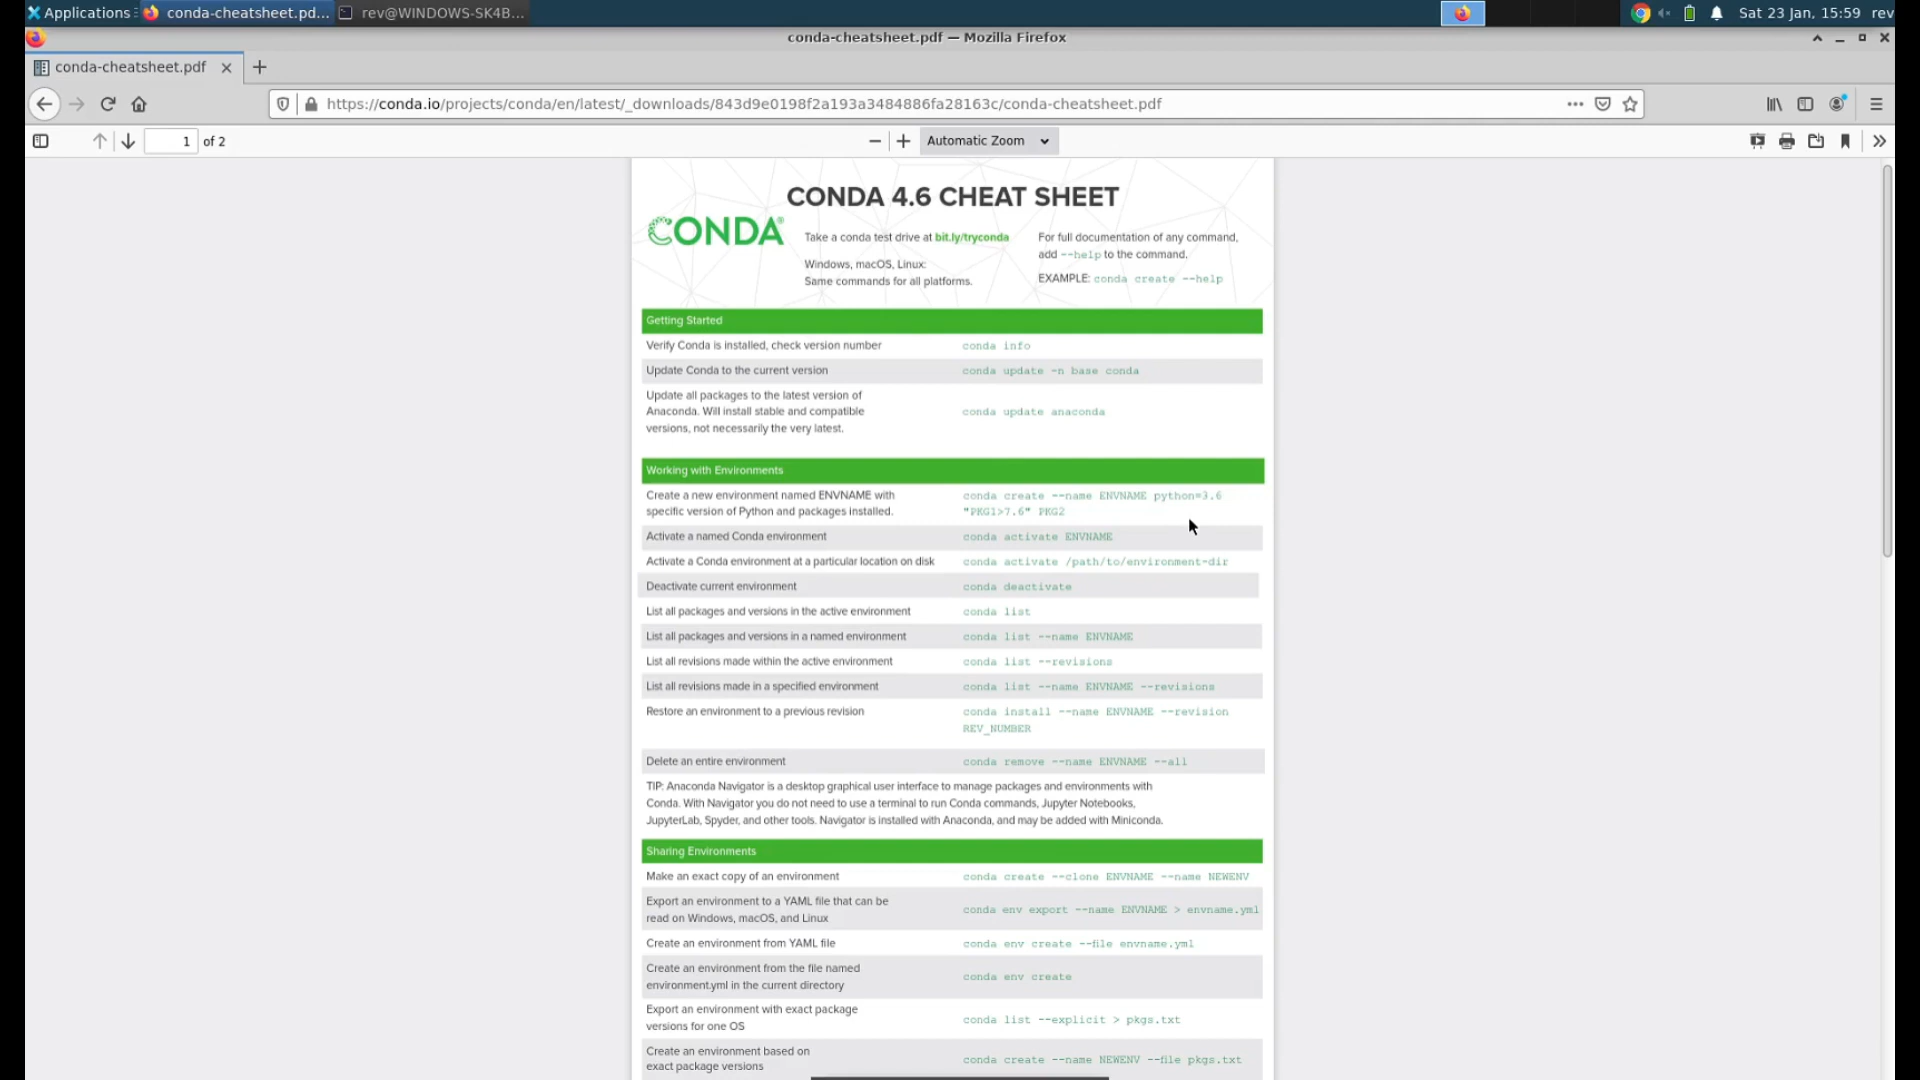 Applications
conda-cheatsheet.pd...
rev@WINDOWS-SK4B...
Sat 23 Jan, 15:59 rev
conda-cheatsheet.pdf — Mozilla Firefox
conda-cheatsheet.pdf
https://conda.io/projects/conda/en/latest/_downloads/843d9e0198f2a193a3484886fa28163c/conda-cheatsheet.pdf
1 of 2
Automatic Zoom
CONDA 4.6 CHEAT SHEET
CONDA®
Take a conda test drive at bit.ly/tryconda
Windows, macOS, Linux:
Same commands for all platforms.
For full documentation of any command,
add --help to the command.
EXAMPLE: conda create --help
Getting Started
Verify Conda is installed, check version number conda info
Update Conda to the current version conda update -n base conda
Update all packages to the latest version of
Anaconda. Will install stable and compatible conda update anaconda
versions, not necessarily the very latest.
Working with Environments
Create a new environment named ENVNAME with conda create --name ENVNAME python=3.6
specific version of Python and packages installed. "PKG1>7.6" PKG2
Activate a named Conda environment conda activate ENVNAME
Activate a Conda environment at a particular location on disk conda activate /path/to/environment-dir
Deactivate current environment conda deactivate
List all packages and versions in the active environment conda list
List all packages and versions in a named environment conda list --name ENVNAME
List all revisions made within the active environment conda list --revisions
List all revisions made in a specified environment conda list --name ENVNAME --revisions
Restore an environment to a previous revision conda install --name ENVNAME --revision
REV_NUMBER
Delete an entire environment conda remove --name ENVNAME --all
TIP: Anaconda Navigator is a desktop graphical user interface to manage packages and environments with
Conda. With Navigator you do not need to use a terminal to run Conda commands, Jupyter Notebooks,
JupyterLab, Spyder, and other tools. Navigator is installed with Anaconda, and may be added with Miniconda.
Sharing Environments
Make an exact copy of an environment conda create --clone ENVNAME --name NEWENV
Export an environment to a YAML file that can be
read on Windows, macOS, and Linux conda env export --name ENVNAME > envname.yml
Create an environment from YAML file conda env create --file envname.yml
Create an environment from the file named
environment.yml in the current directory conda env create
Export an environment with exact package
versions for one OS conda list --explicit > pkgs.txt
Create an environment based on
exact package versions conda create --name NEWENV --file pkgs.txt